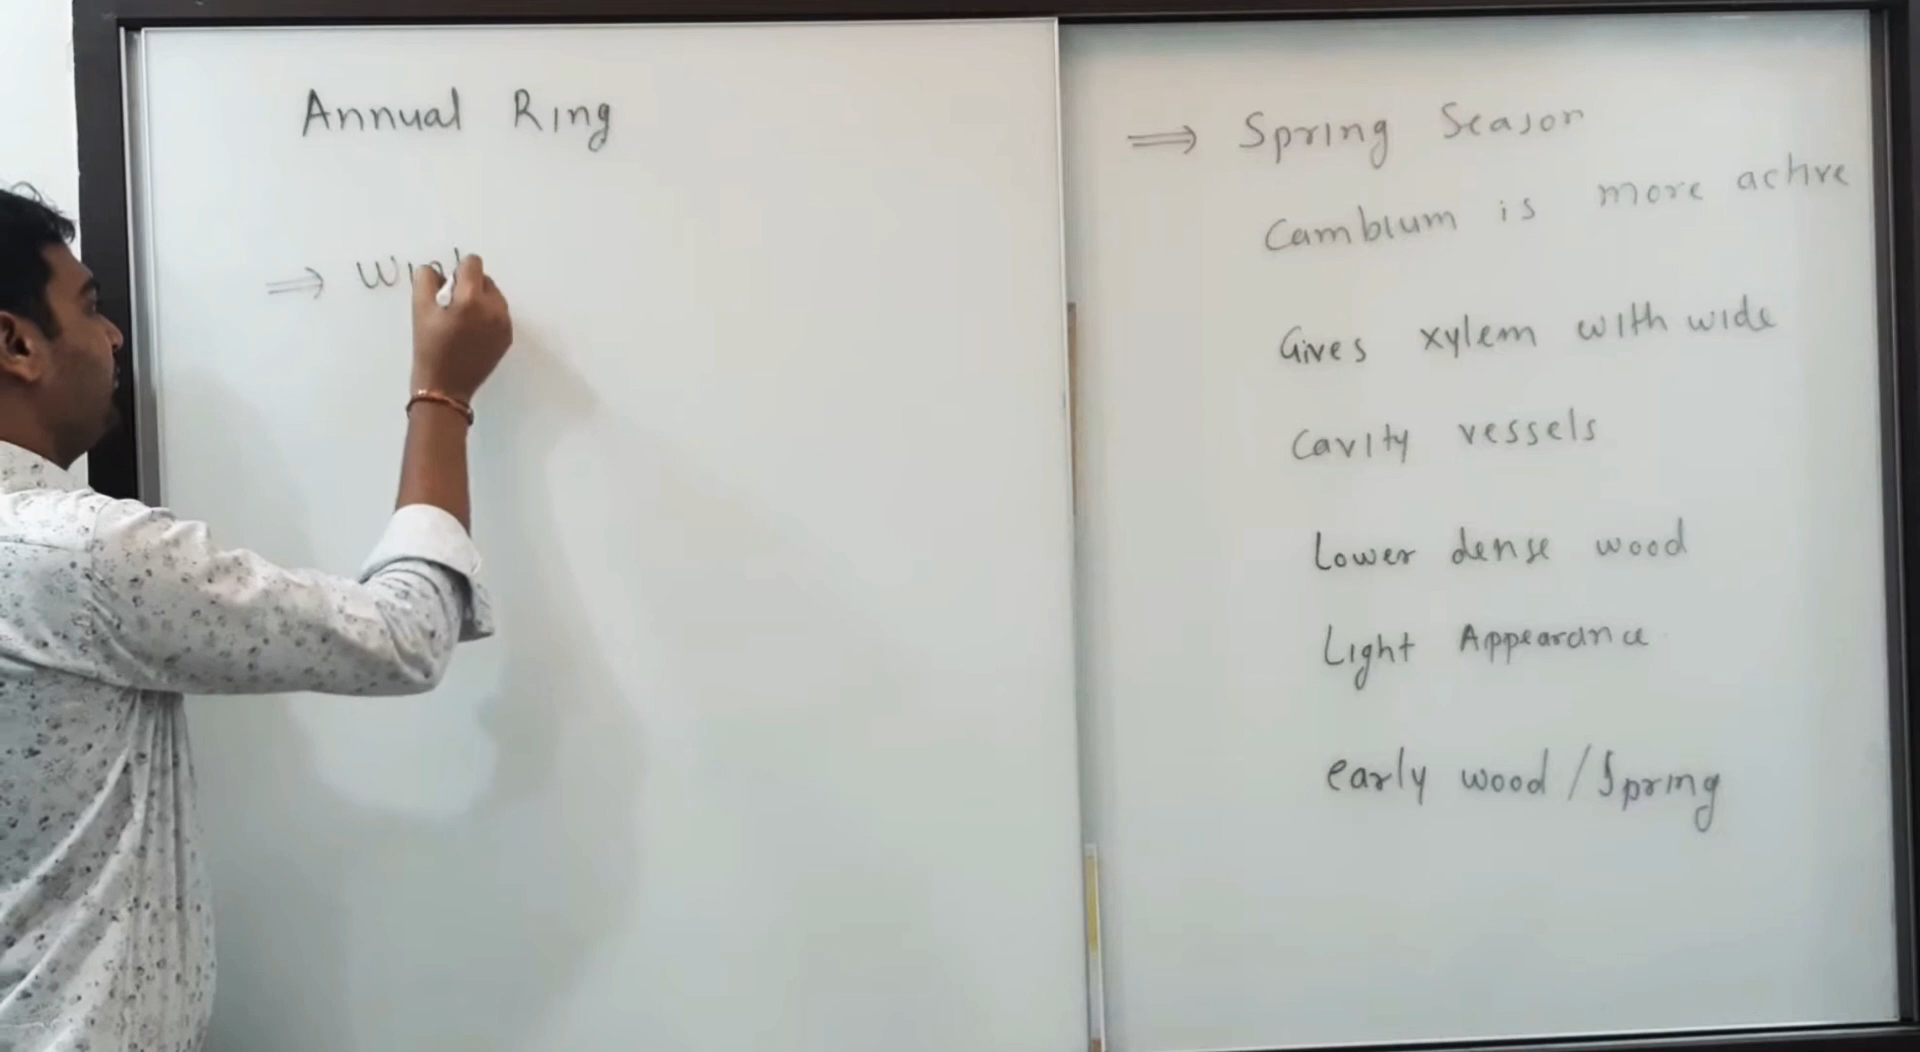 Annual Ring
⇒
⇒ Spring Season
Cambium is more active
Gives xylem with wide
cavity vessels
Lower dense wood
Light Appearance
early wood / Spring